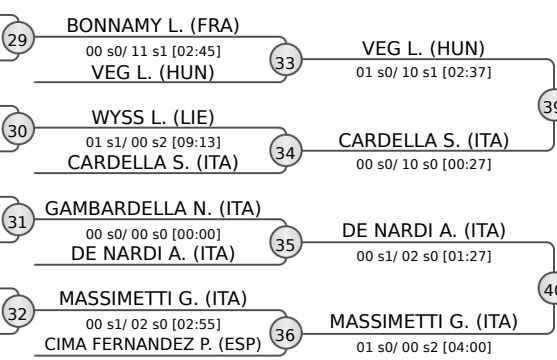 BONNAMY L. (FRA)
29
00 s0/ 11 s1 [02:45]
VEG L. (HUN)
33
VEG L. (HUN)
01 s0/ 10 s1 [02:37]
39
WYSS L. (LIE)
30
01 s1/ 00 s2 [09:13]
CARDELLA S. (ITA)
34
CARDELLA S. (ITA)
00 s0/ 10 s0 [00:27]
GAMBARDELLA N. (ITA)
31
00 s0/ 00 s0 [00:00]
DE NARDI A. (ITA)
35
DE NARDI A. (ITA)
00 s1/ 02 s0 [01:27]
40
MASSIMETTI G. (ITA)
32
00 s1/ 02 s0 [02:55]
CIMA FERNANDEZ P. (ESP)
36
MASSIMETTI G. (ITA)
01 s0/ 00 s2 [04:00]